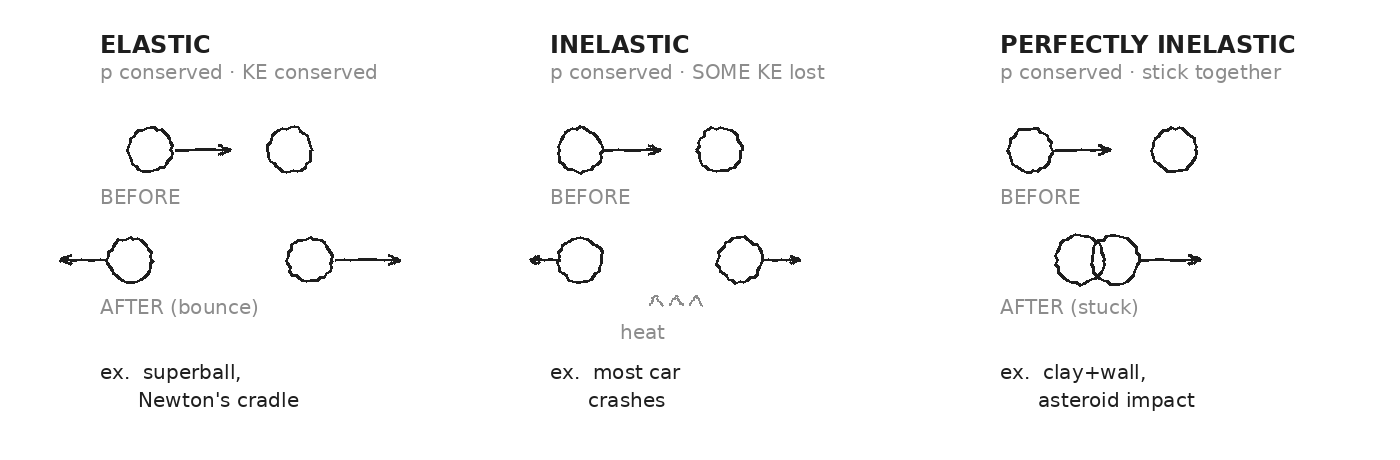 ELASTIC
p conserved · KE conserved
BEFORE
AFTER (bounce)
ex.  superball,
Newton's cradle
INELASTIC
p conserved · SOME KE lost
BEFORE
heat
ex.  most car
crashes
PERFECTLY INELASTIC
p conserved · stick together
BEFORE
AFTER (stuck)
ex.  clay+wall,
asteroid impact